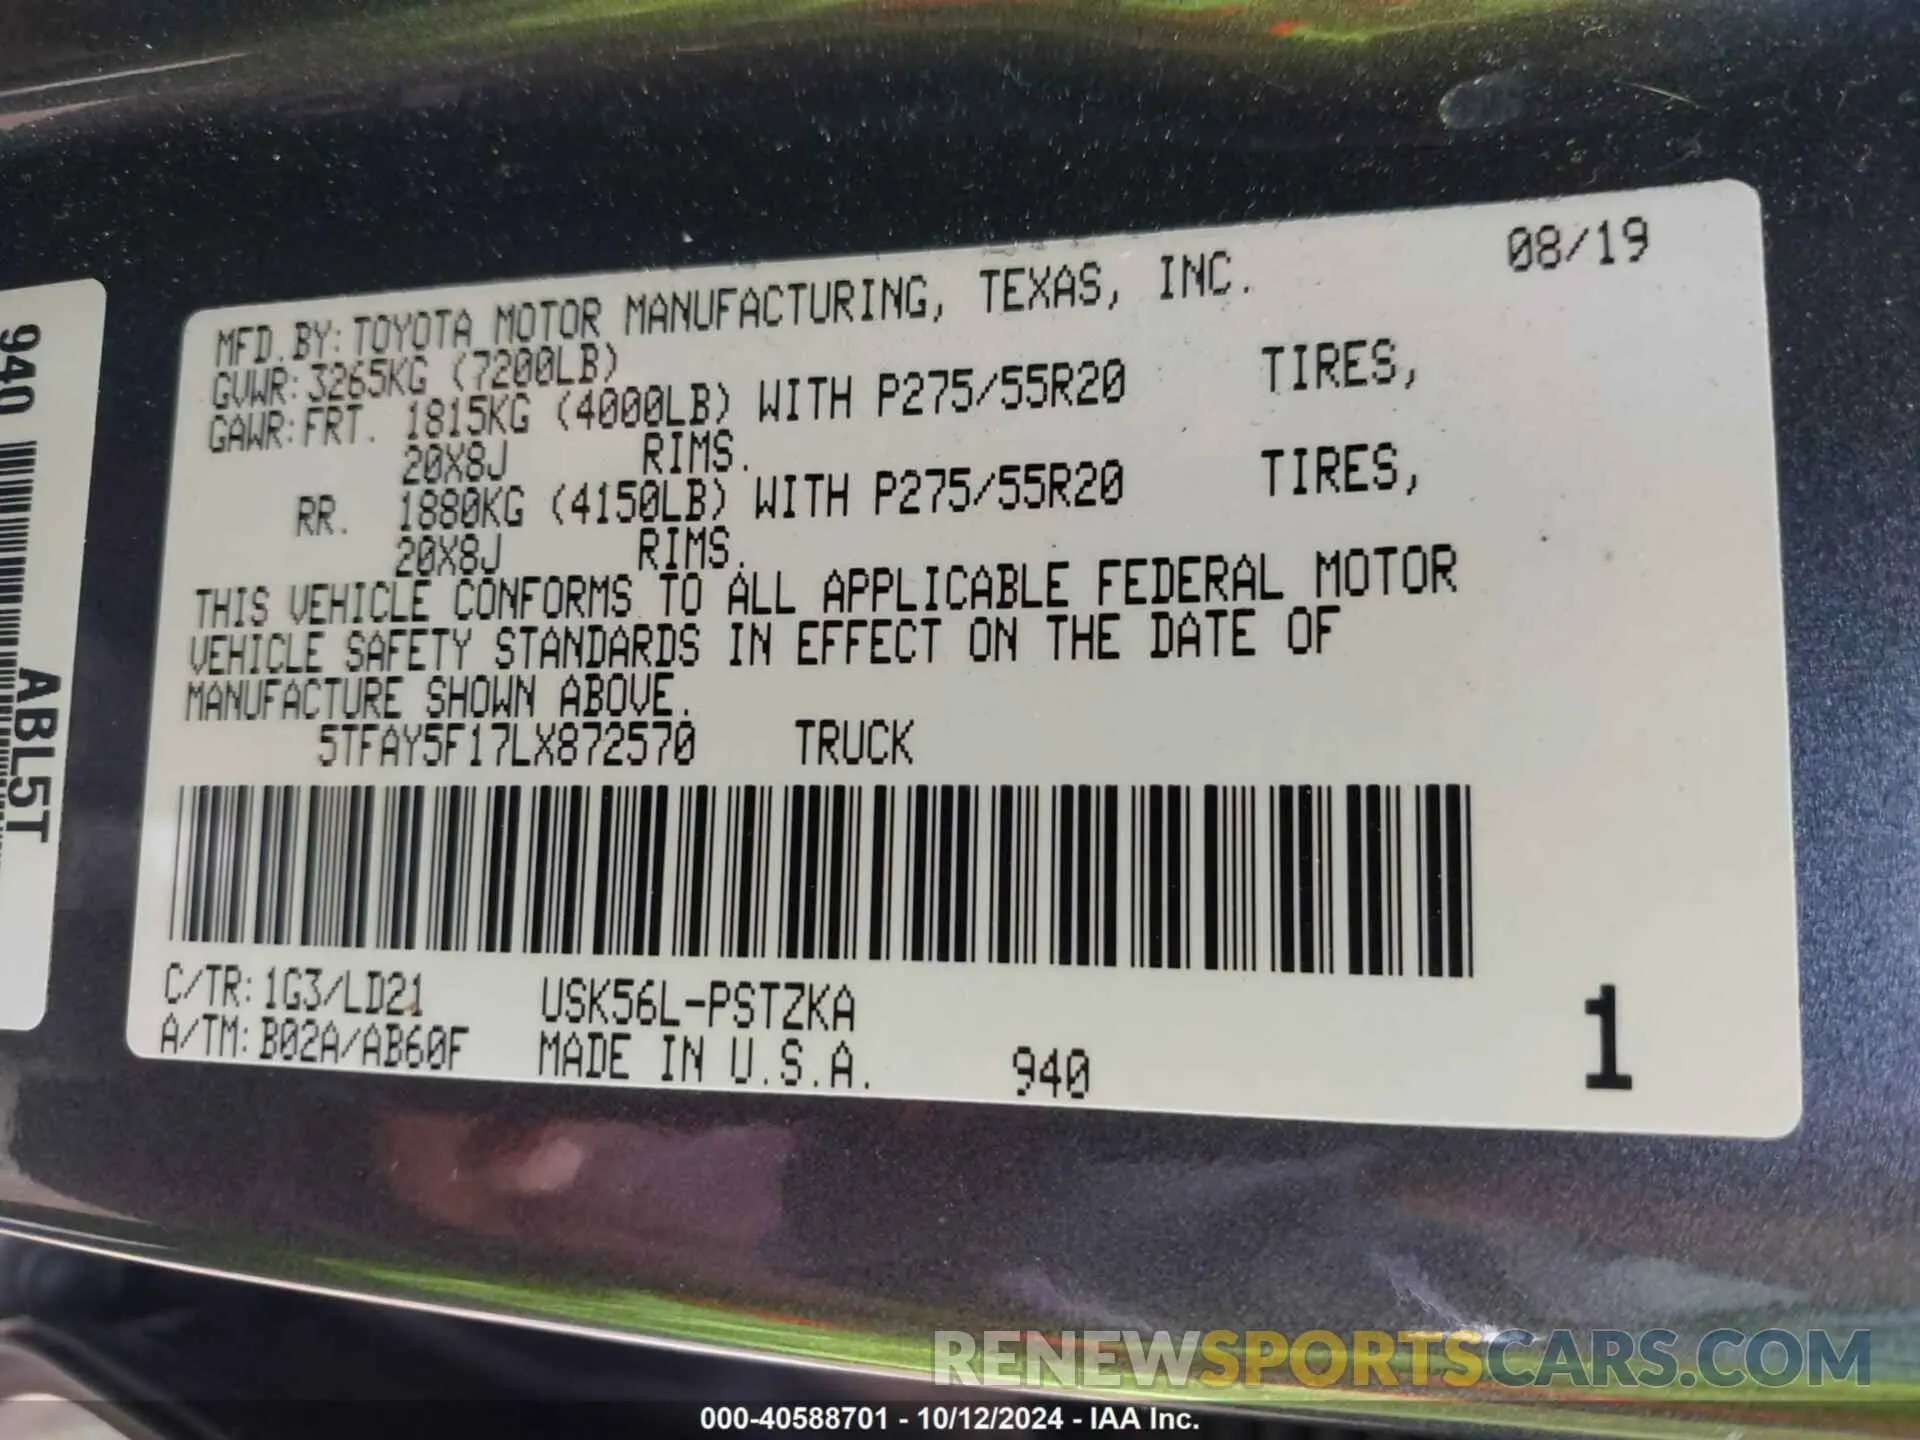 08/19
MFD.BY:TOYOTA MOTOR MANUFACTURING, TEXAS, INC.
GVWR:3265KG (7200LB)
GAWR:FRT. 1815KG (4000LB) WITH P275/55R20 TIRES,
20X8J RIMS.
RR. 1880KG (4150LB) WITH P275/55R20 TIRES,
20X8J RIMS.
THIS VEHICLE CONFORMS TO ALL APPLICABLE FEDERAL MOTOR
VEHICLE SAFETY STANDARDS IN EFFECT ON THE DATE OF
MANUFACTURE SHOWN ABOVE.
5TFAY5F17LX872570 TRUCK
C/TR:1G3/LD21 USK56L-PSTZKA
A/TM:B02A/AB60F MADE IN U.S.A. 940
1
940
ABL5T
RENEWSPORTSCARS.COM
000-40588701 - 10/12/2024 - IAA Inc.